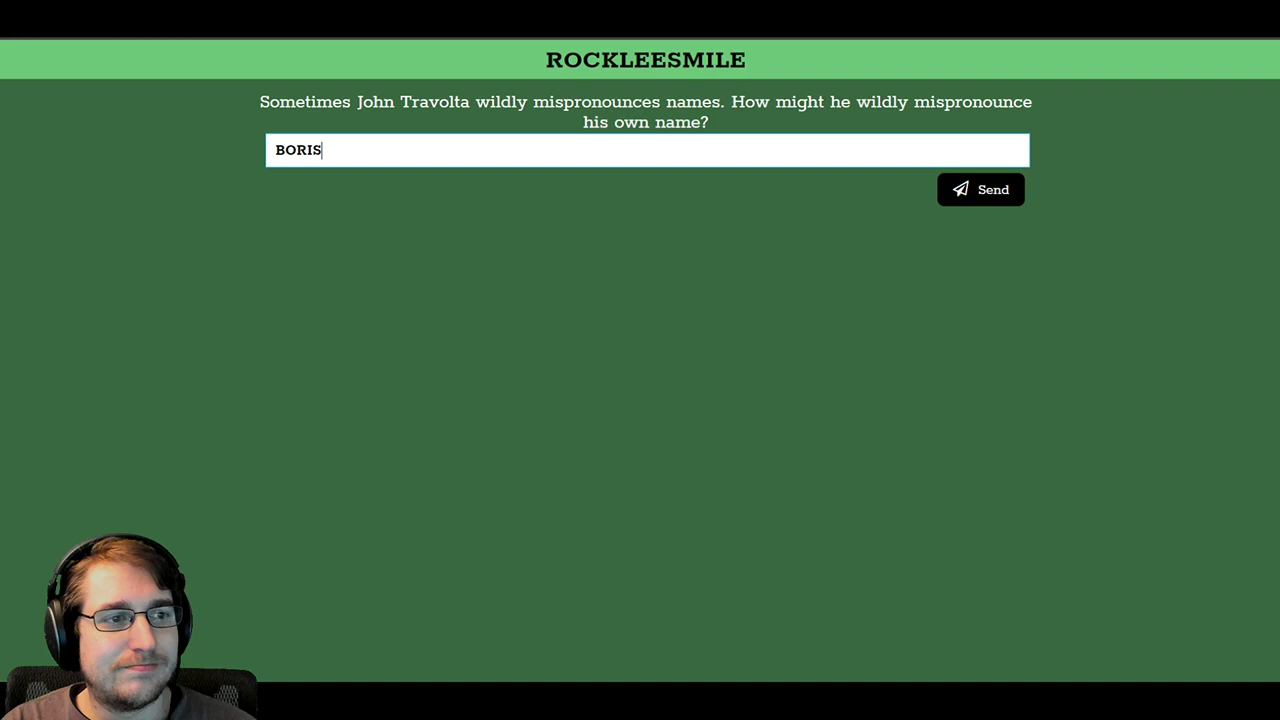 ROCKLEESMILE
Sometimes John Travolta wildly mispronounces names. How might he wildly mispronounce
his own name?
BORIS
Send